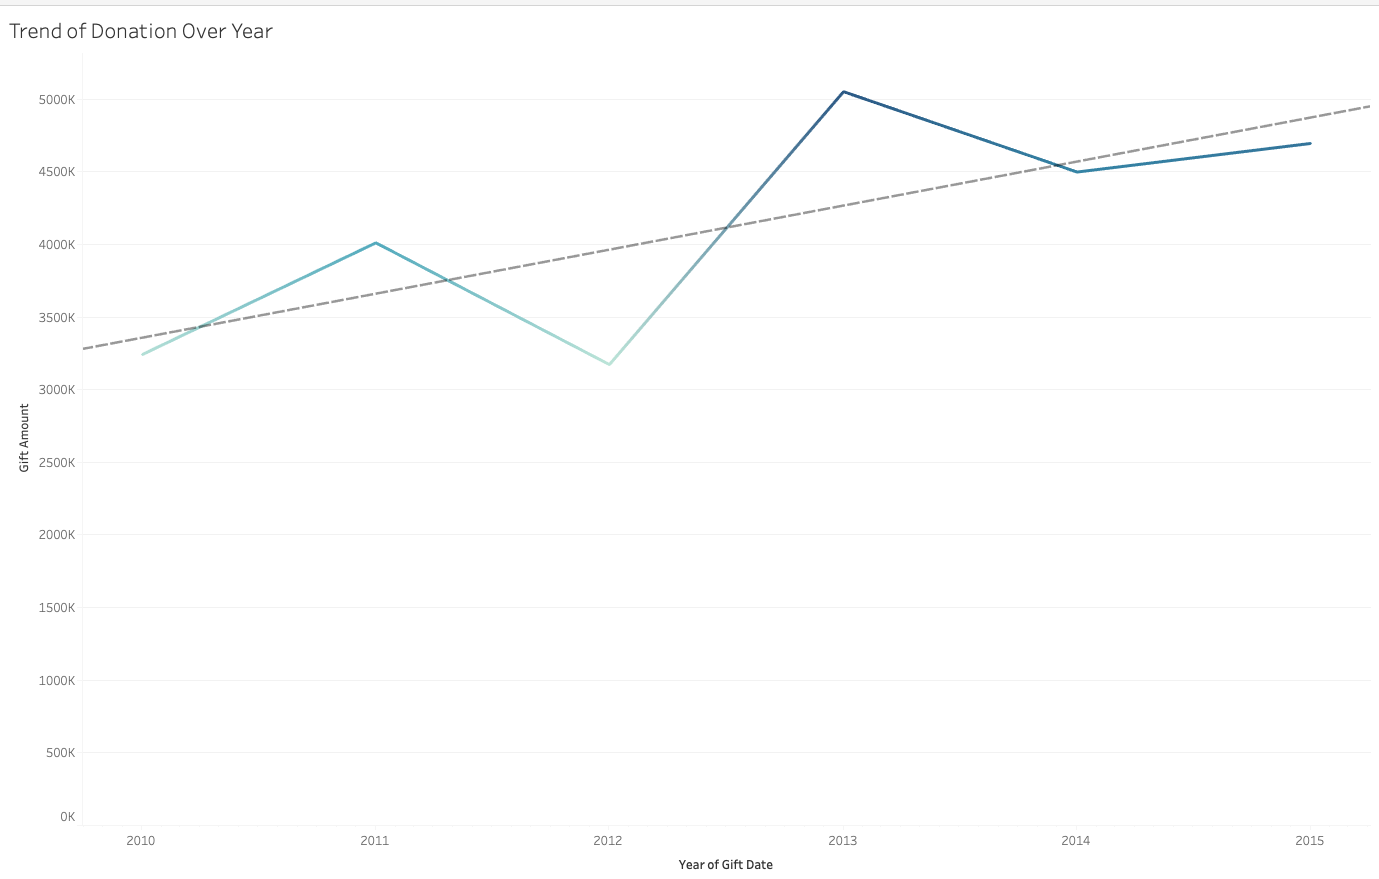 Trend of Donation Over Year
5000K
4500K
4000K
3500K
3000K
2500K
2000K
1500K
1000K
500K
0K
Gift Amount
2010 2011 2012 2013 2014 2015
Year of Gift Date